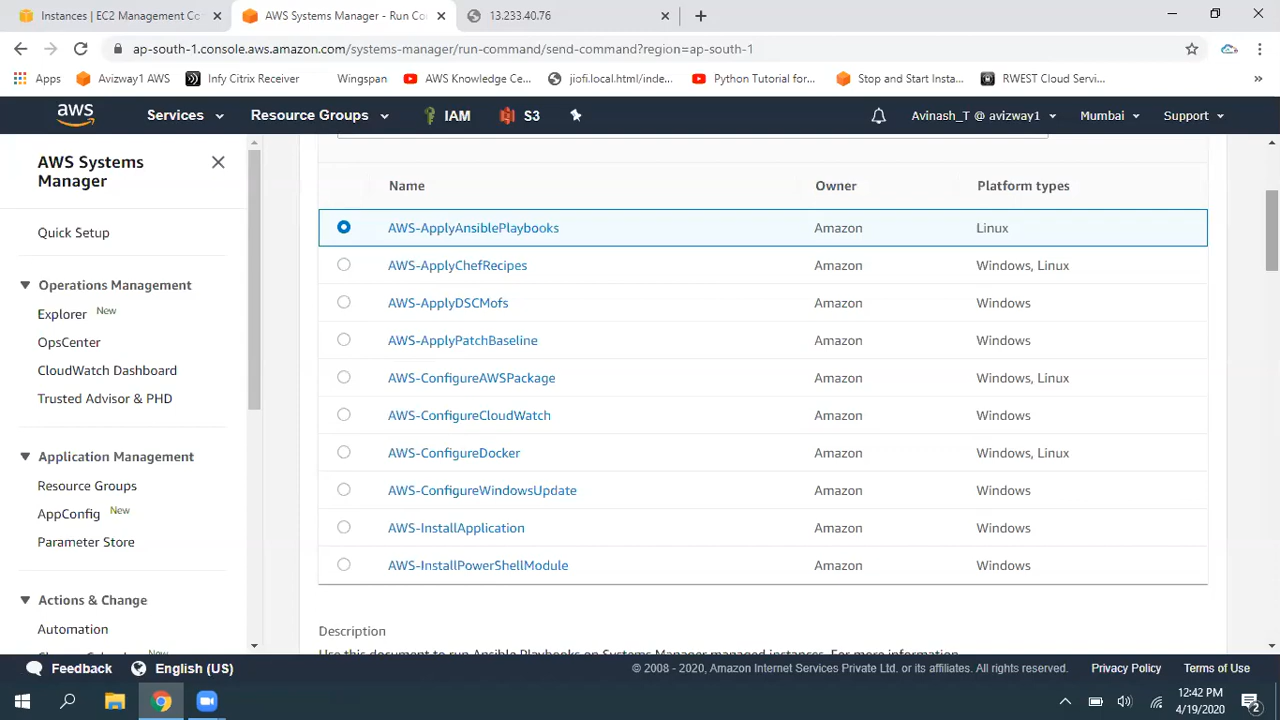 Instances | EC2 Management Co
AWS Systems Manager - Run Co
13.233.40.76
ap-south-1.console.aws.amazon.com/systems-manager/run-command/send-command?region=ap-south-1
Apps
Avizway1 AWS
Infy Citrix Receiver
Wingspan
AWS Knowledge Ce...
jiofi.local.html/inde...
Python Tutorial for...
Stop and Start Insta...
RWEST Cloud Servi...
»
aws
Services
Resource Groups
IAM
S3
Avinash_T @ avizway1
Mumbai
Support
AWS Systems
Manager
Quick Setup
Operations Management
Explorer New
OpsCenter
CloudWatch Dashboard
Trusted Advisor & PHD
Application Management
Resource Groups
AppConfig New
Parameter Store
Actions & Change
Automation
New
Name Owner Platform types
AWS-ApplyAnsiblePlaybooks Amazon Linux
AWS-ApplyChefRecipes Amazon Windows, Linux
AWS-ApplyDSCMofs Amazon Windows
AWS-ApplyPatchBaseline Amazon Windows
AWS-ConfigureAWSPackage Amazon Windows, Linux
AWS-ConfigureCloudWatch Amazon Windows
AWS-ConfigureDocker Amazon Windows, Linux
AWS-ConfigureWindowsUpdate Amazon Windows
AWS-InstallApplication Amazon Windows
AWS-InstallPowerShellModule Amazon Windows
Description
Use this document to run Ansible Playbooks on Systems Manager managed instances. For more information
Feedback
English (US)
© 2008 - 2020, Amazon Internet Services Private Ltd. or its affiliates. All rights reserved.
Privacy Policy
Terms of Use
12:42 PM
4/19/2020
2